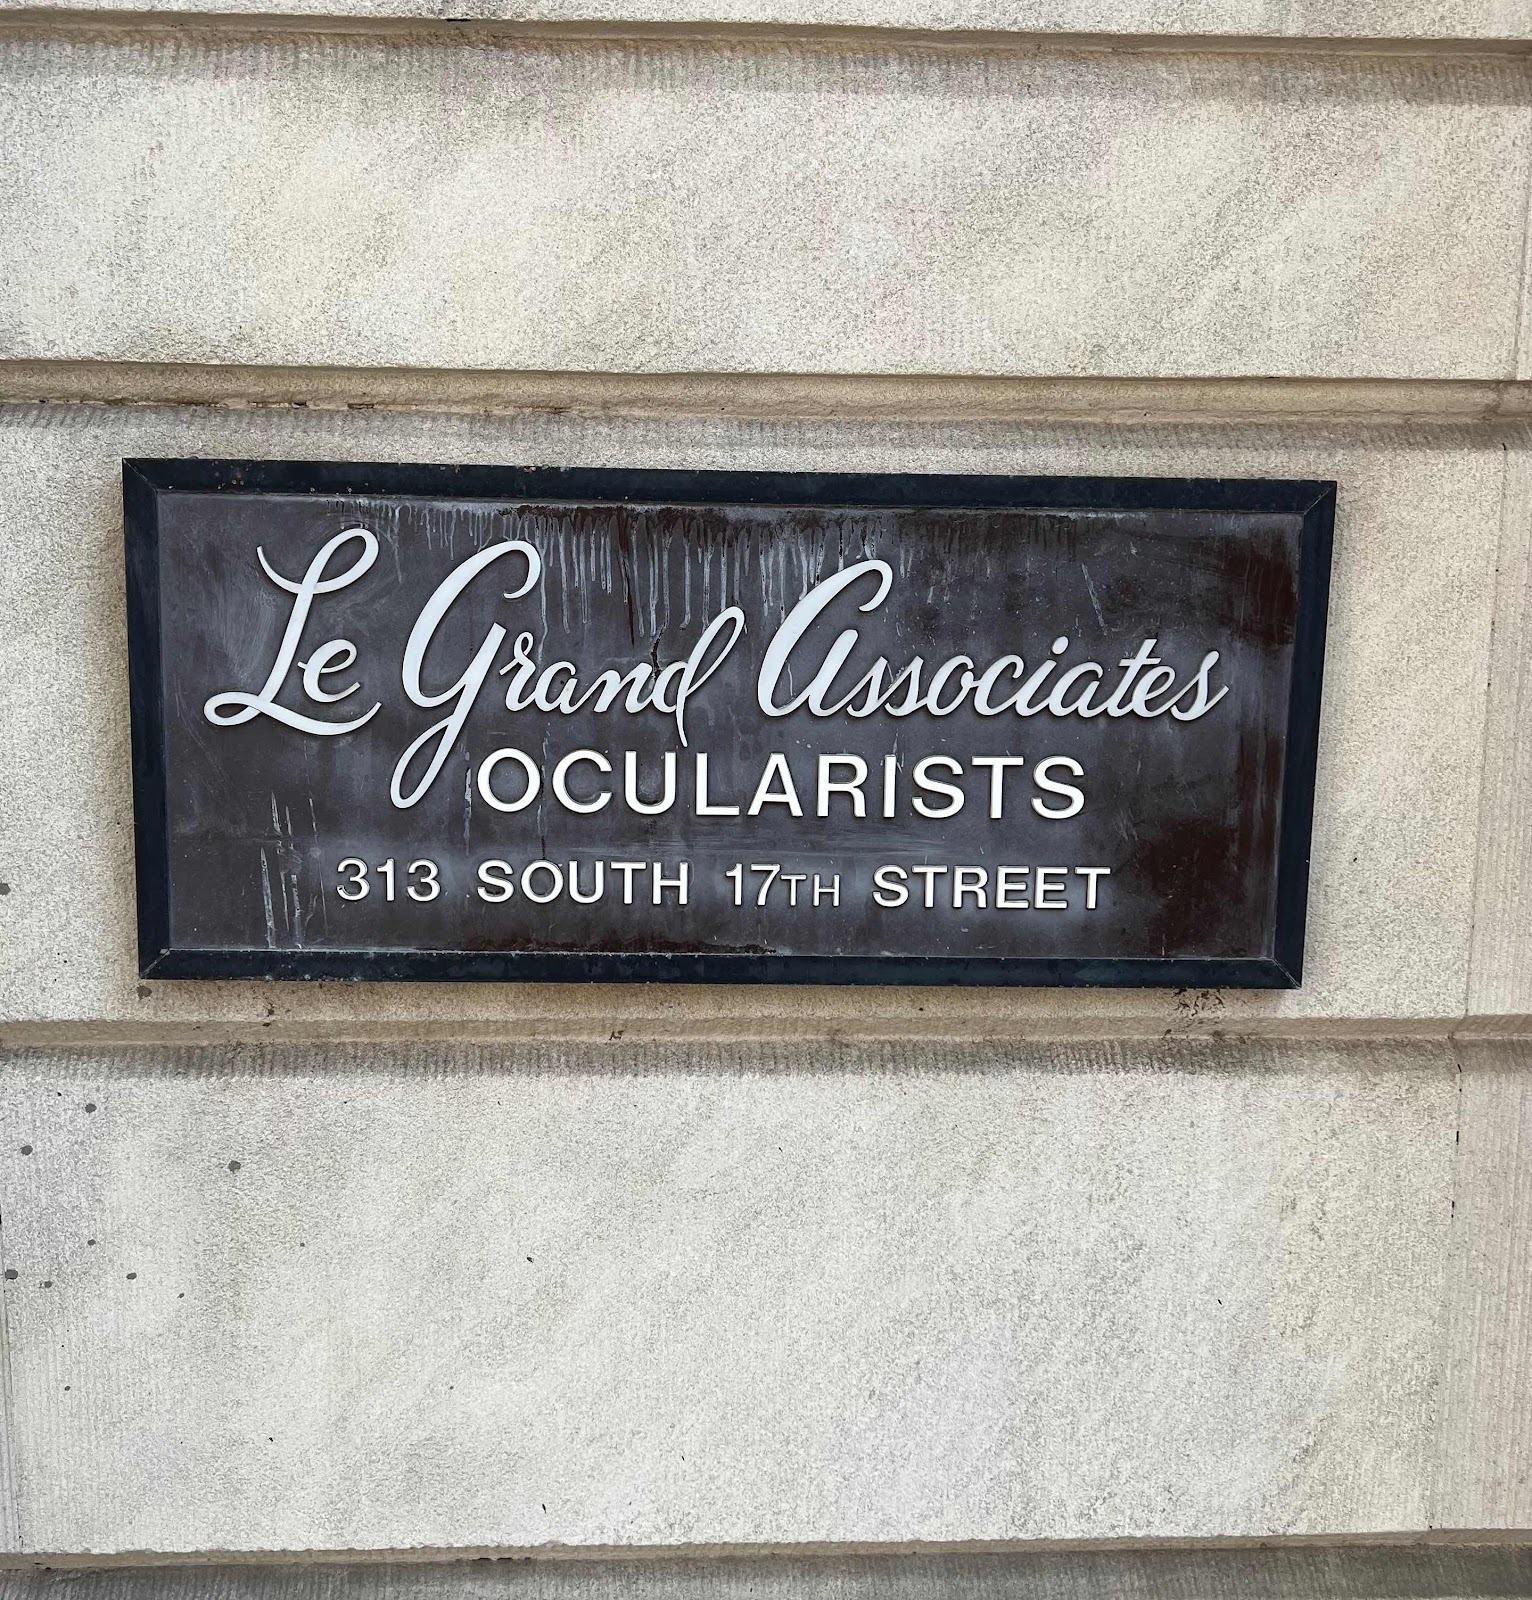 Le Grand Associates
OCULARISTS
313 SOUTH 17TH STREET